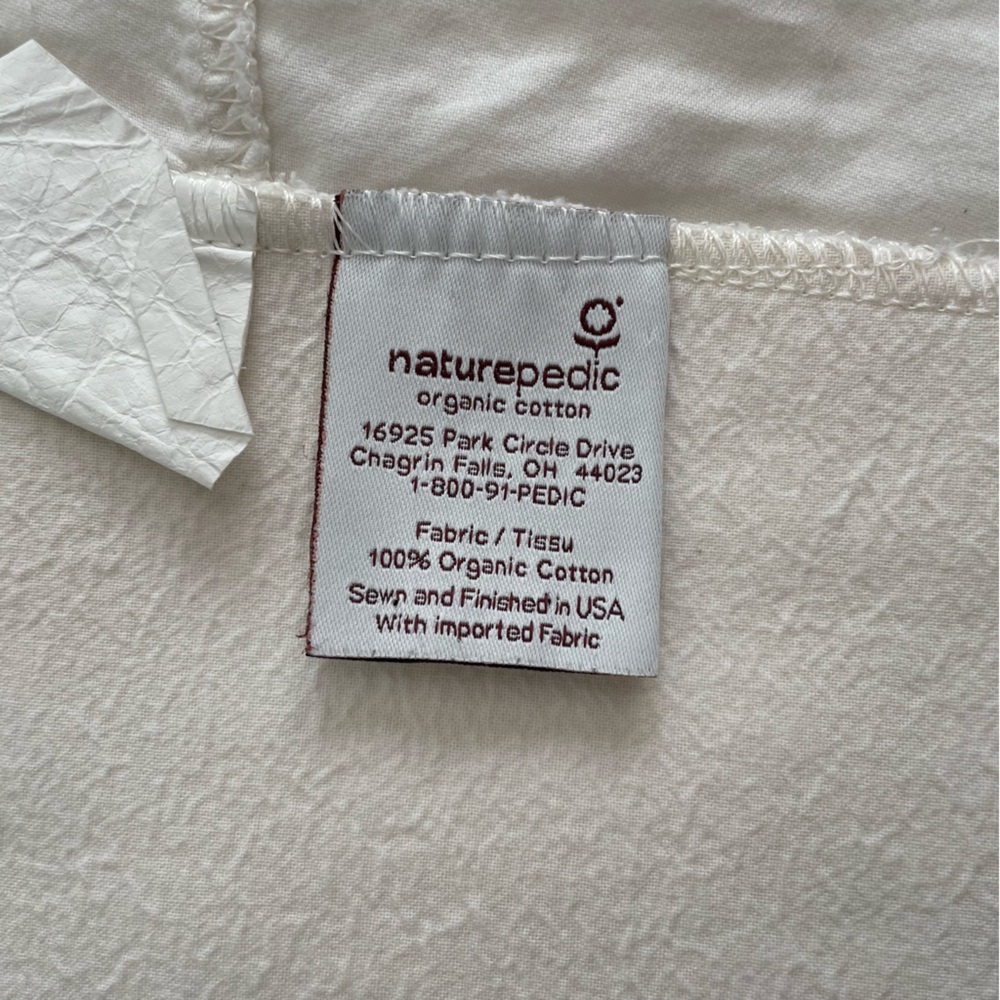 naturepedic
organic cotton
16925 Park Circle Drive
Chagrin Falls, OH 44023
1-800-91-PEDIC
Fabric / Tissu
100% Organic Cotton
Sewn and Finished in USA
With imported Fabric